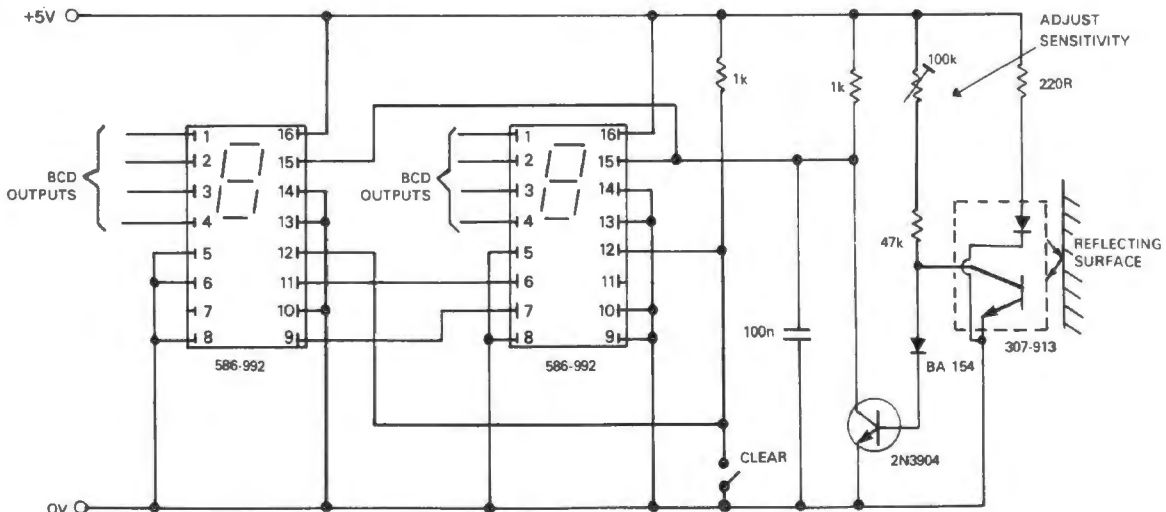 +5V
ADJUST
SENSITIVITY
1k
1k
100k
220R
BCD
OUTPUTS
1 16
2 15
3 14
4 13
5 12
6 11
7 10
8 9
586-992
BCD
OUTPUTS
1 16
2 15
3 14
4 13
5 12
6 11
7 10
8 9
586-992
47k
REFLECTING
SURFACE
100n
307-913
BA 154
CLEAR
2N3904
0V